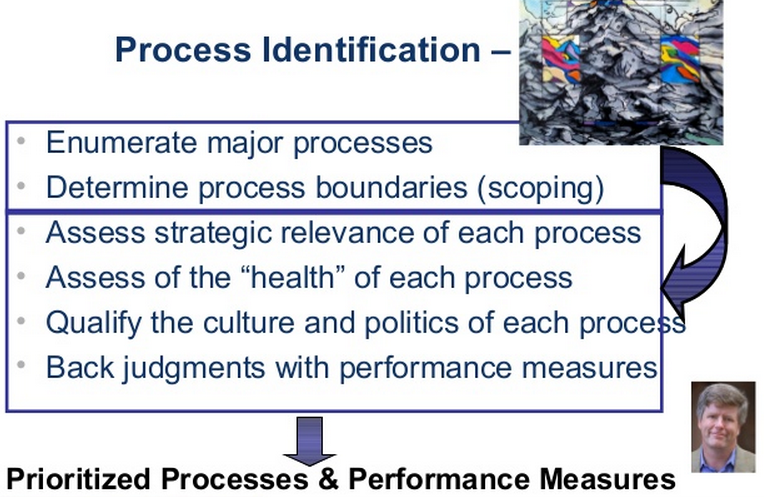 Process Identification –
• Enumerate major processes
• Determine process boundaries (scoping)
• Assess strategic relevance of each process
• Assess of the “health” of each process
• Qualify the culture and politics of each process
• Back judgments with performance measures
Prioritized Processes & Performance Measures